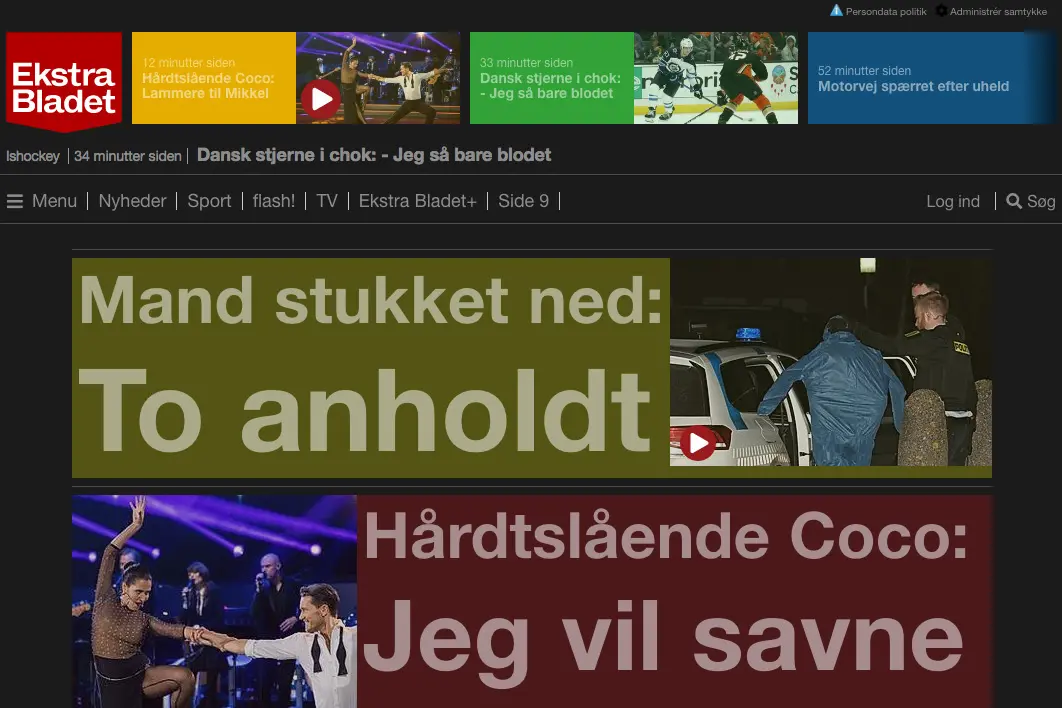 Persondata politik
Administrér samtykke
Ekstra
Bladet
12 minutter siden
Hårdtslående Coco:
Lammere til Mikkel
33 minutter siden
Dansk stjerne i chok:
- Jeg så bare blodet
52 minutter siden
Motorvej spærret efter uheld
Ishockey
34 minutter siden
Dansk stjerne i chok: - Jeg så bare blodet
Menu
Nyheder
Sport
flash!
TV
Ekstra Bladet+
Side 9
Log ind
Søg
Mand stukket ned:
To anholdt
POLITI
Hårdtslående Coco:
Jeg vil savne